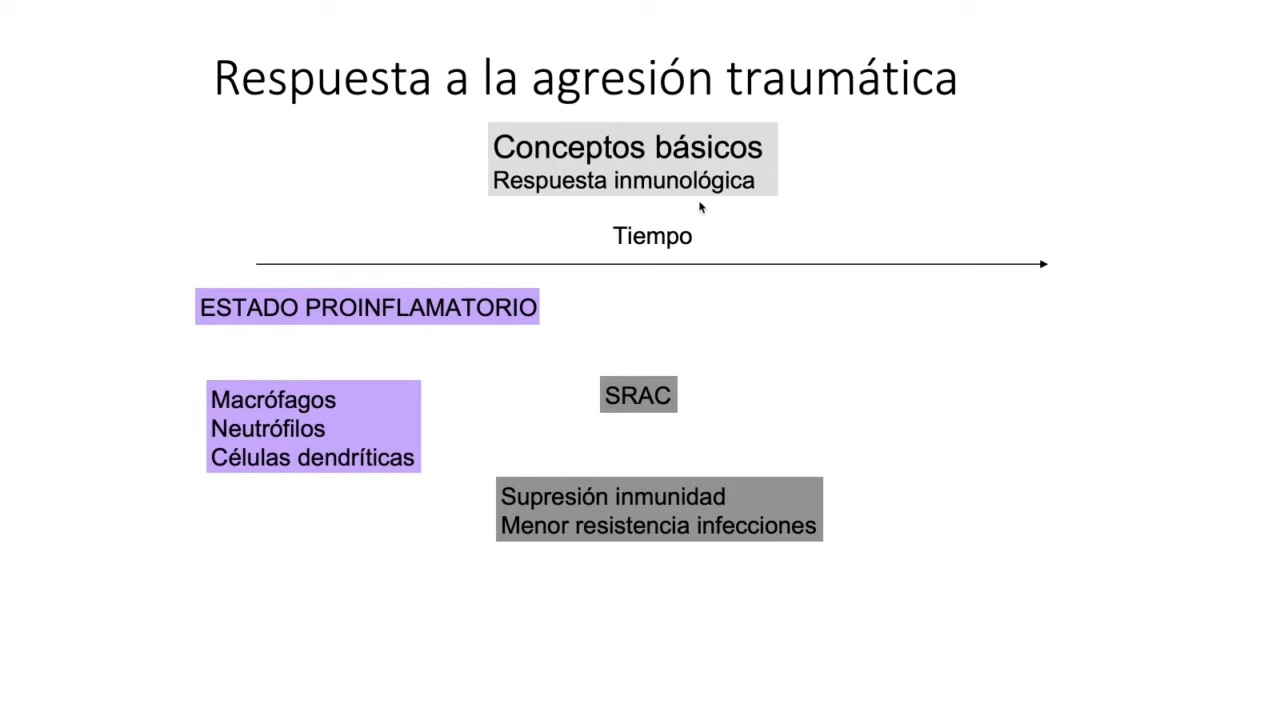 Respuesta a la agresión traumática
Conceptos básicos
Respuesta inmunológica
Tiempo
ESTADO PROINFLAMATORIO
Macrófagos
Neutrófilos
Células dendríticas
SRAC
Supresión inmunidad
Menor resistencia infecciones